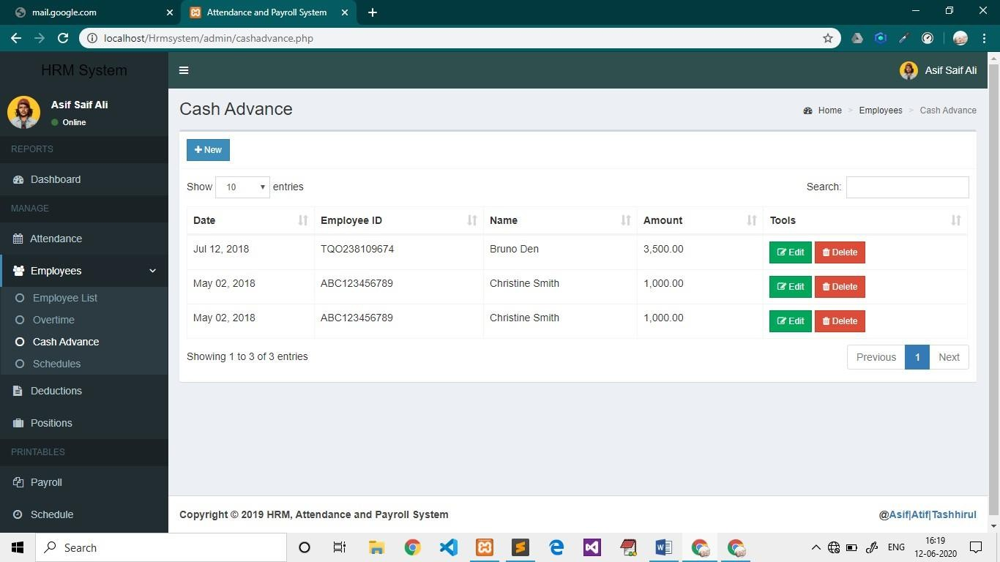 mail.google.com
Attendance and Payroll System
localhost/Hrmsystem/admin/cashadvance.php
HRM System
Asif Saif Ali
Asif Saif Ali
Online
REPORTS
Dashboard
MANAGE
Attendance
Employees
Employee List
Overtime
Cash Advance
Schedules
Deductions
Positions
PRINTABLES
Payroll
Schedule
Cash Advance
Home > Employees > Cash Advance
New
Show 10 entries
Search:
Date Employee ID Name Amount Tools
Jul 12, 2018 TQO238109674 Bruno Den 3,500.00 Edit Delete
May 02, 2018 ABC123456789 Christine Smith 1,000.00 Edit Delete
May 02, 2018 ABC123456789 Christine Smith 1,000.00 Edit Delete
Showing 1 to 3 of 3 entries
Previous 1 Next
Copyright © 2019 HRM, Attendance and Payroll System
@Asif|Atif|Tashhirul
Search
ENG
16:19
12-06-2020